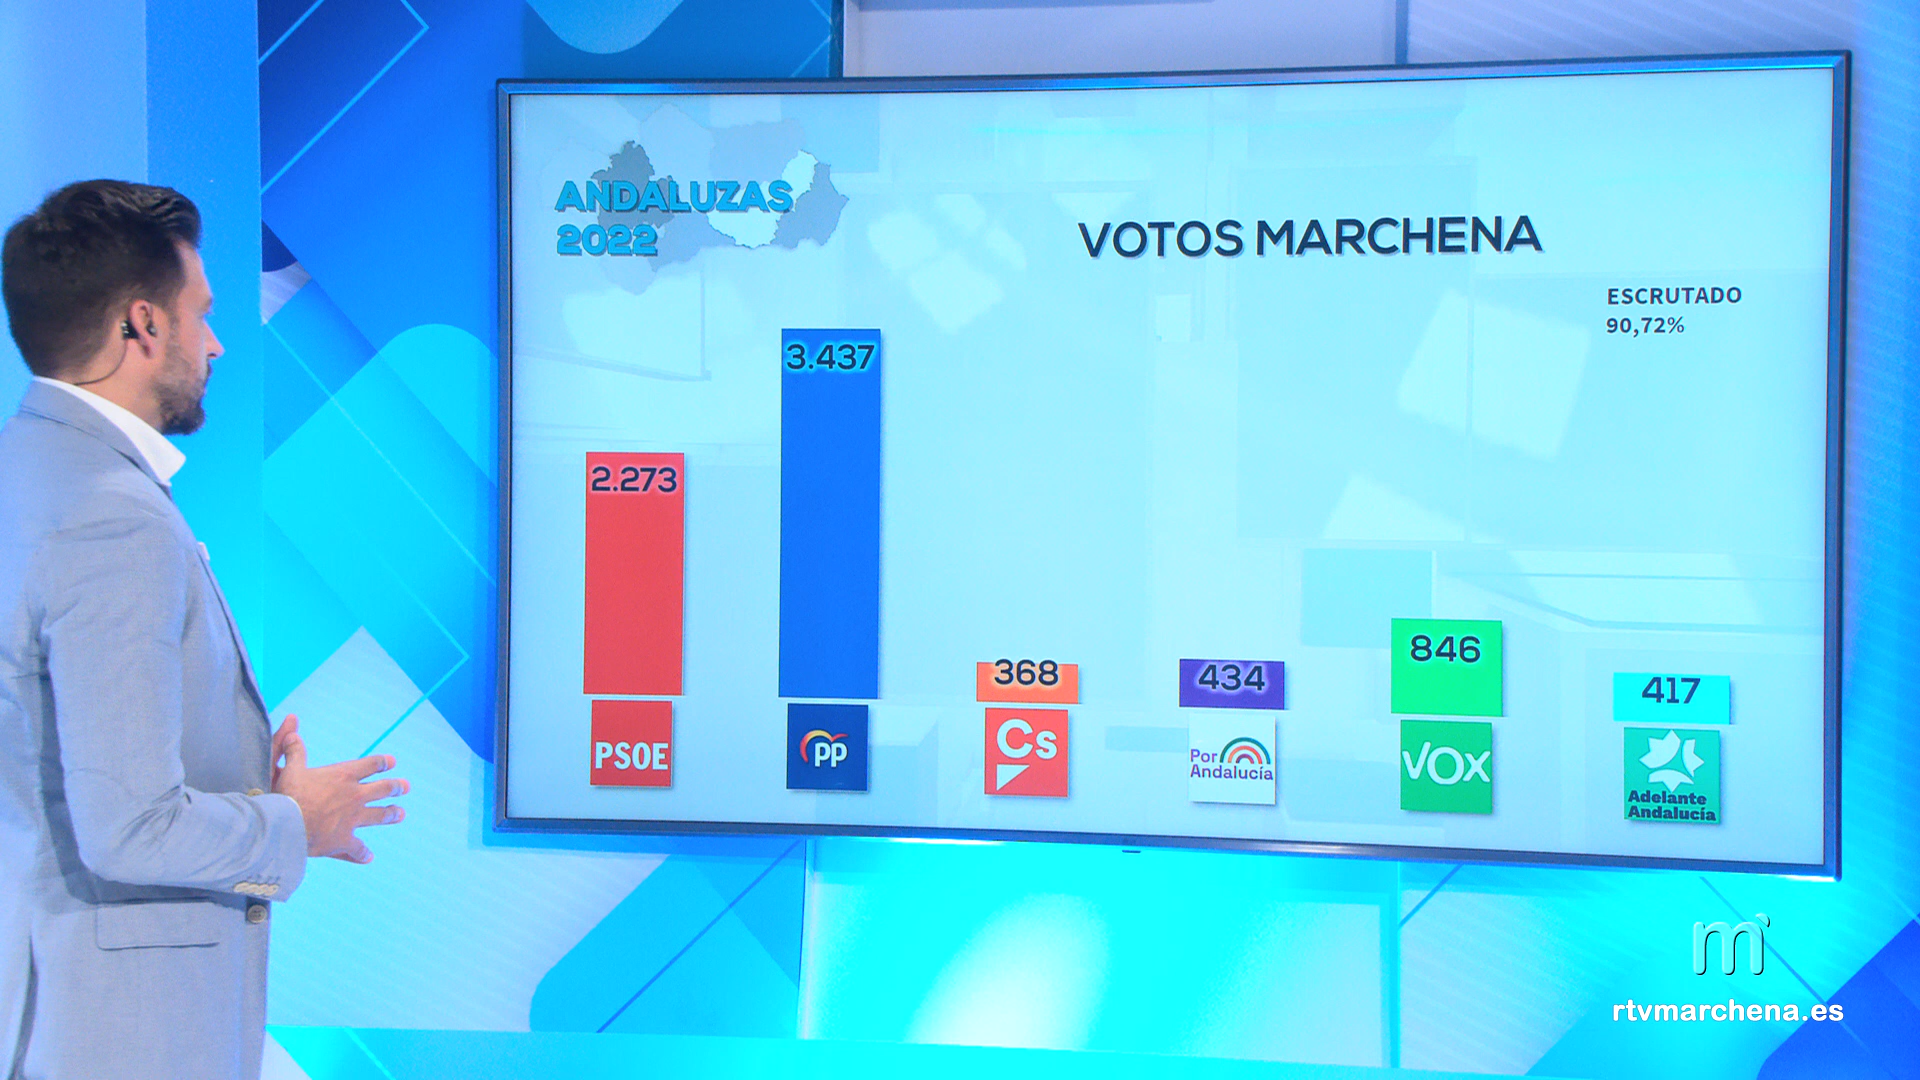 ANDALUZAS
2022
VOTOS MARCHENA
ESCRUTADO
90,72%
2.273
3.437
368
434
846
417
PSOE
PP
Cs
Por
Andalucía
VOX
Adelante
Andalucía
m
rtvmarchena.es